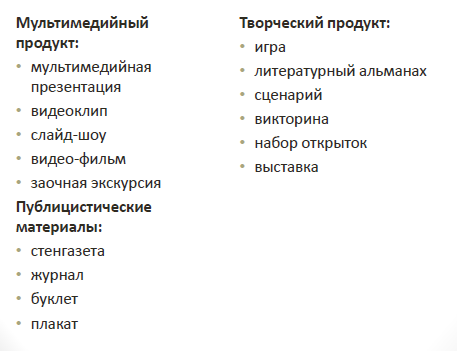 Мультимедийный
продукт:
• мультимедийная
презентация
• видеоклип
• слайд-шоу
• видео-фильм
• заочная экскурсия
Публицистические
материалы:
• стенгазета
• журнал
• буклет
• плакат
Творческий продукт:
• игра
• литературный альманах
• сценарий
• викторина
• набор открыток
• выставка